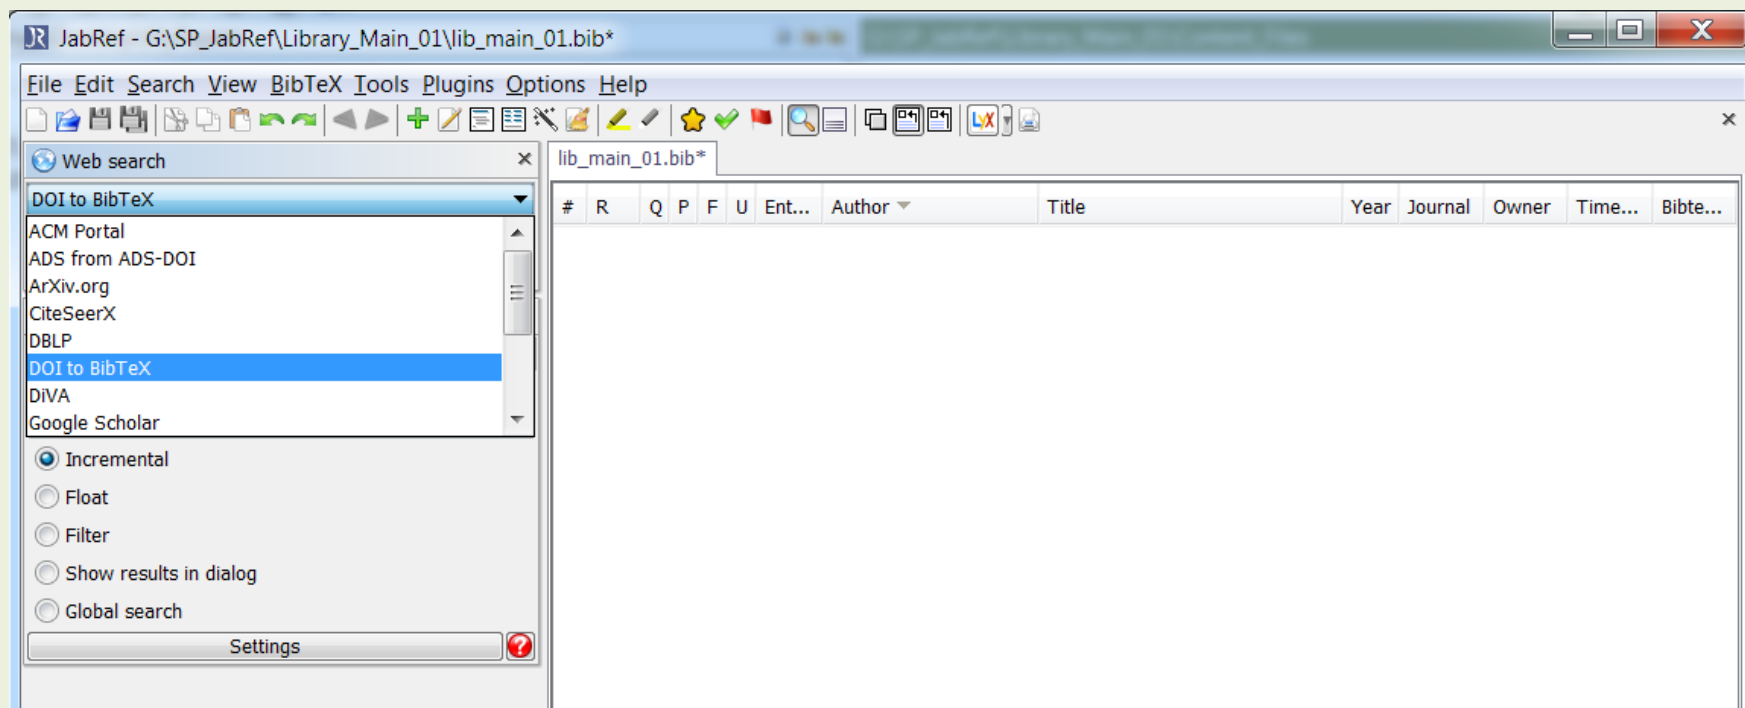 JabRef - G:\SP_JabRef\Library_Main_01\lib_main_01.bib*
File Edit Search View BibTeX Tools Plugins Options Help
Web search
lib_main_01.bib*
DOI to BibTeX
# R Q P F U Ent... Author Title Year Journal Owner Time... Bibte...
ACM Portal
ADS from ADS-DOI
ArXiv.org
CiteSeerX
DBLP
DOI to BibTeX
DiVA
Google Scholar
Incremental
Float
Filter
Show results in dialog
Global search
Settings